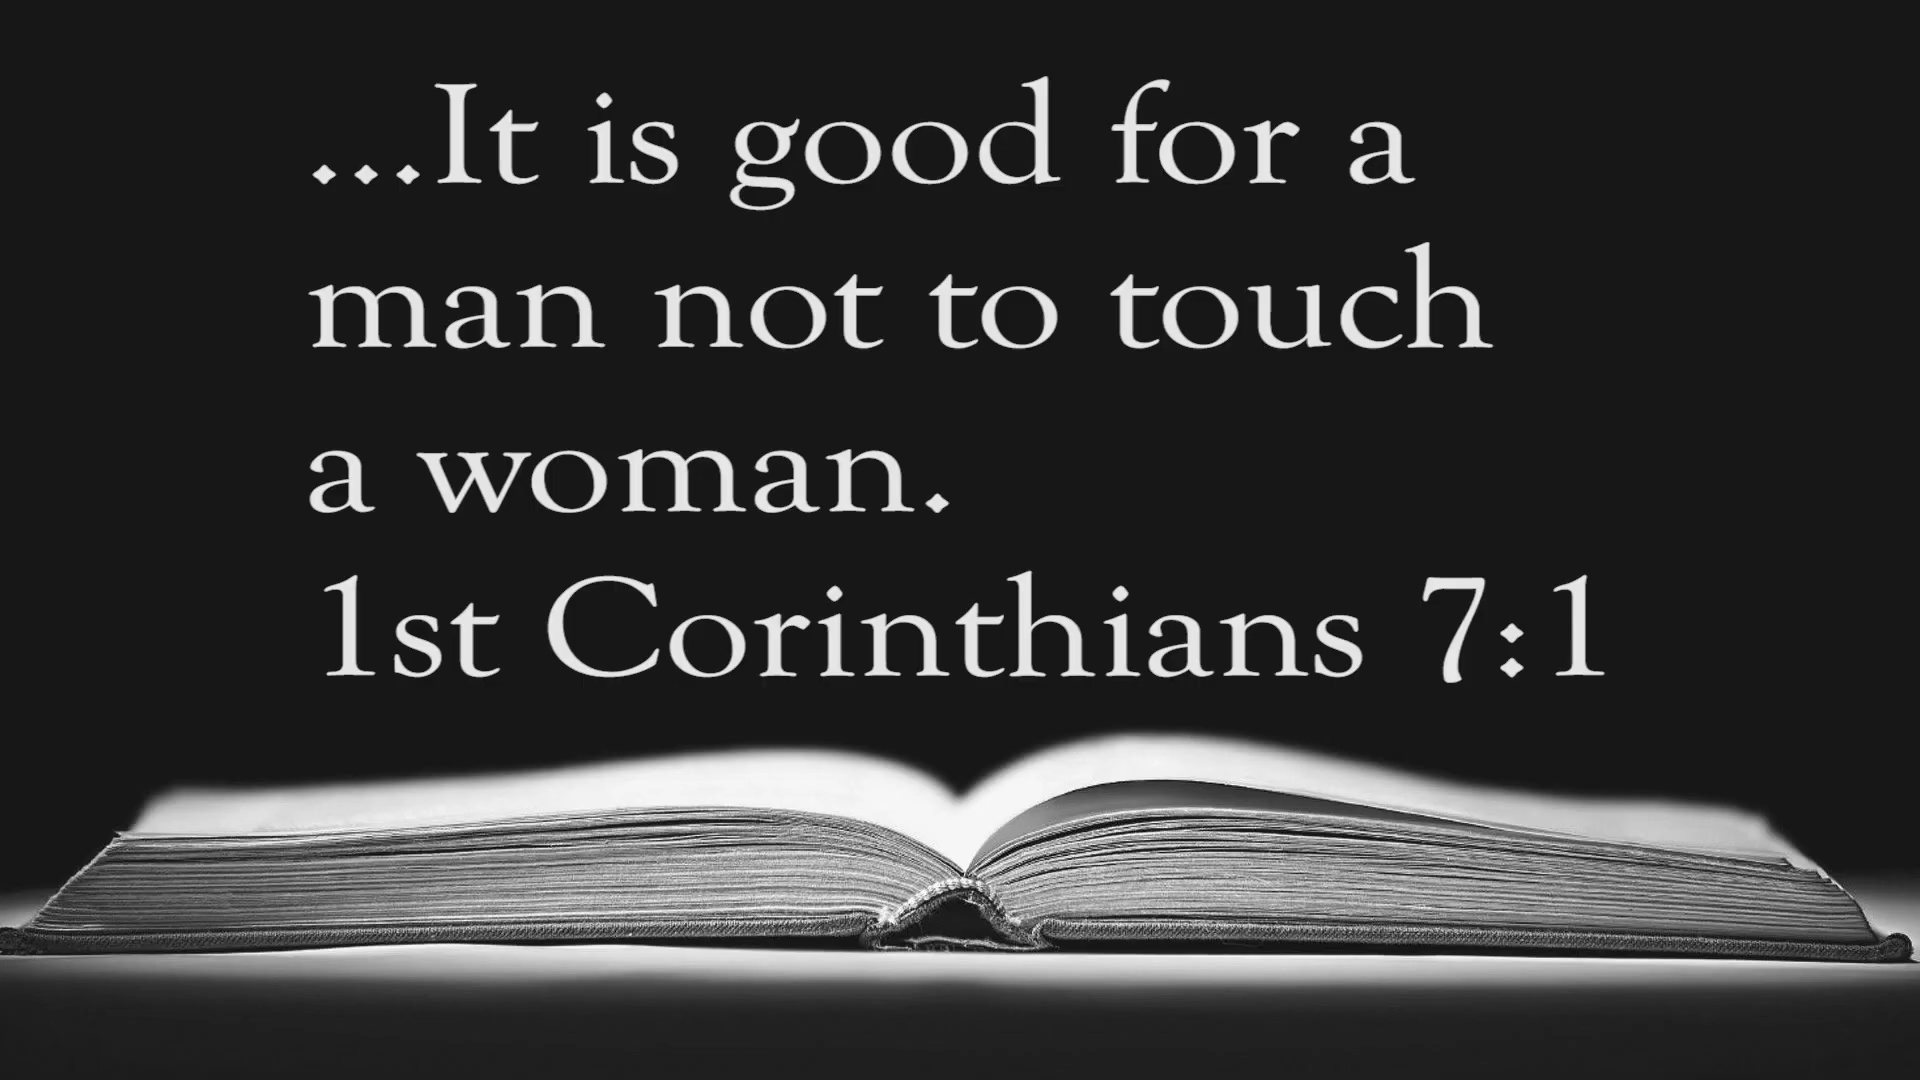 ...It is good for a
man not to touch
a woman.
1st Corinthians 7:1